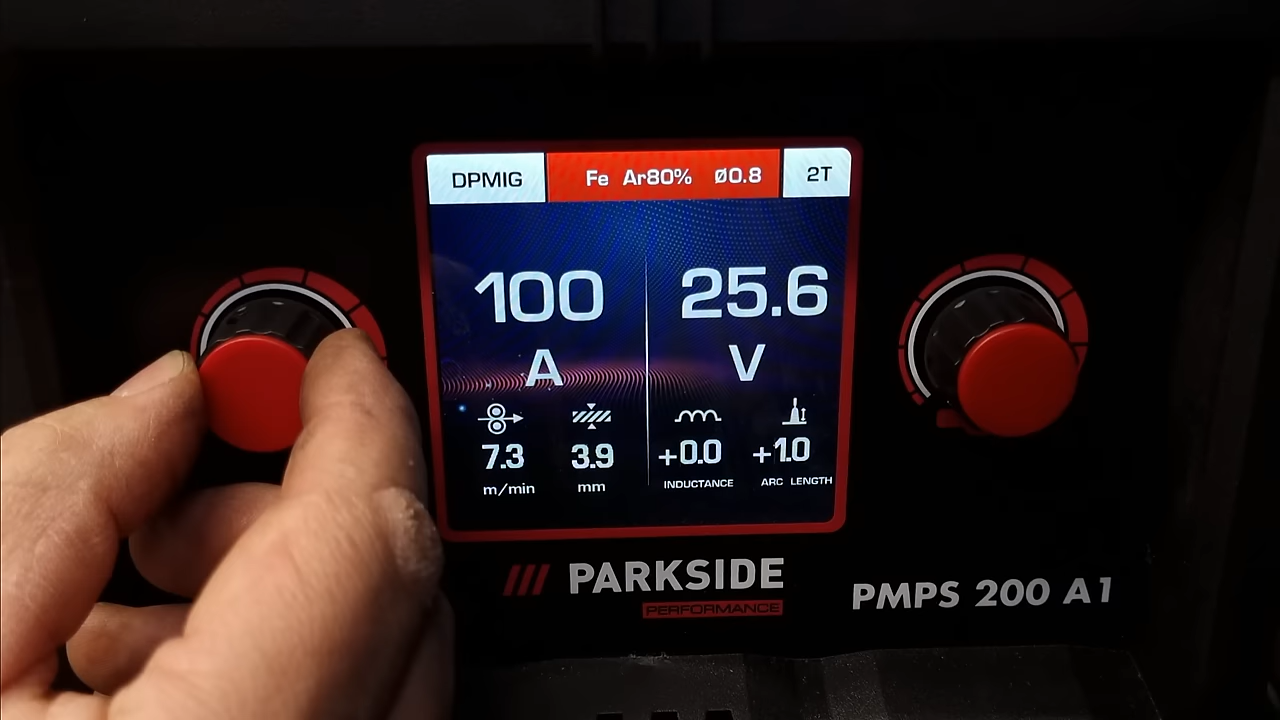 DPMIG Fe Ar80% Ø0.8 2T
100 25.6
A V
7.3 3.9 +0.0 +1.0
m/min mm INDUCTANCE ARC LENGTH
PARKSIDE
PERFORMANCE
PMPS 200 A1